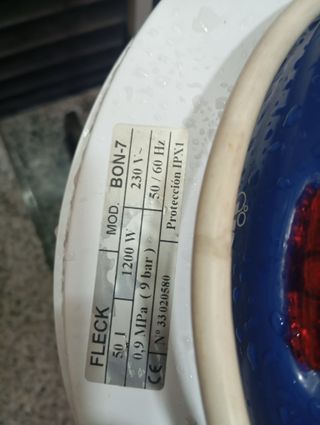 FLECK MOD. BON-7
50 l 1200 W 230 V~
0,9 MPa ( 9 bar ) 50 / 60 Hz
CE Nº 33020580 Protección IPX1